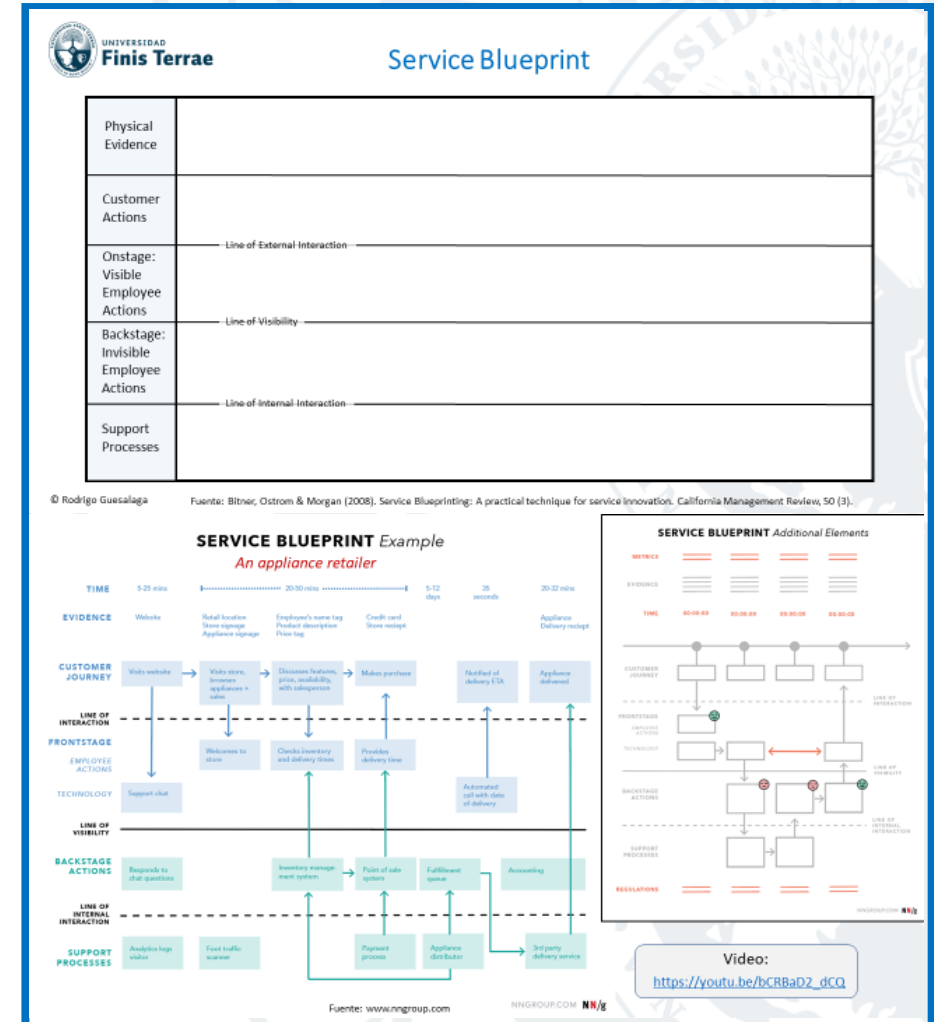 UNIVERSIDAD
Finis Terrae
Service Blueprint
Physical
Evidence
Customer
Actions
Line of External Interaction
Onstage:
Visible
Employee
Actions
Line of Visibility
Backstage:
Invisible
Employee
Actions
Line of Internal Interaction
Support
Processes
© Rodrigo Guesalaga
Fuente: Bitner, Ostrom & Morgan (2008). Service Blueprinting: A practical technique for service innovation. California Management Review, 50 (3).
SERVICE BLUEPRINT Example
An appliance retailer
TIME
5-25 mins
20-50 mins
5-12
days
35
seconds
20-32 mins
EVIDENCE
Website
Retail location
Store signage
Appliance signage
Employee's name tag
Product description
Price tag
Credit card
Store reciept
Appliance
Delivery reciept
CUSTOMER
JOURNEY
Visits website
Visits store,
browses
appliances +
sales
Discusses features,
price, availability,
with salesperson
Makes purchase
Notified of
delivery ETA
Appliance
delivered
LINE OF
INTERACTION
FRONTSTAGE
EMPLOYEE
ACTIONS
Welcomes to
store
Checks inventory
and delivery times
Provides
delivery time
TECHNOLOGY
Support chat
Automated
call with date
of delivery
LINE OF
VISIBILITY
BACKSTAGE
ACTIONS
Responds to
chat questions
Inventory manage-
ment system
Point of sale
system
Fulfillment
queue
Accounting
LINE OF
INTERNAL
INTERACTION
SUPPORT
PROCESSES
Analytics logs
visitor
Foot traffic
scanner
Payment
process
Appliance
distributor
3rd party
delivery service
Fuente: www.nngroup.com
NNGROUP.COM NN/g
SERVICE BLUEPRINT Additional Elements
METRICS
EVIDENCE
TIME
00:00:00
00:00:00
00:00:00
00:00:00
CUSTOMER
JOURNEY
LINE OF
INTERACTION
FRONTSTAGE
EMPLOYEE
ACTIONS
TECHNOLOGY
LINE OF
VISIBILITY
BACKSTAGE
ACTIONS
LINE OF
INTERNAL
INTERACTION
SUPPORT
PROCESSES
REGULATIONS
NNGROUP.COM NN/g
Video:
https://youtu.be/bCRBaD2_dCQ